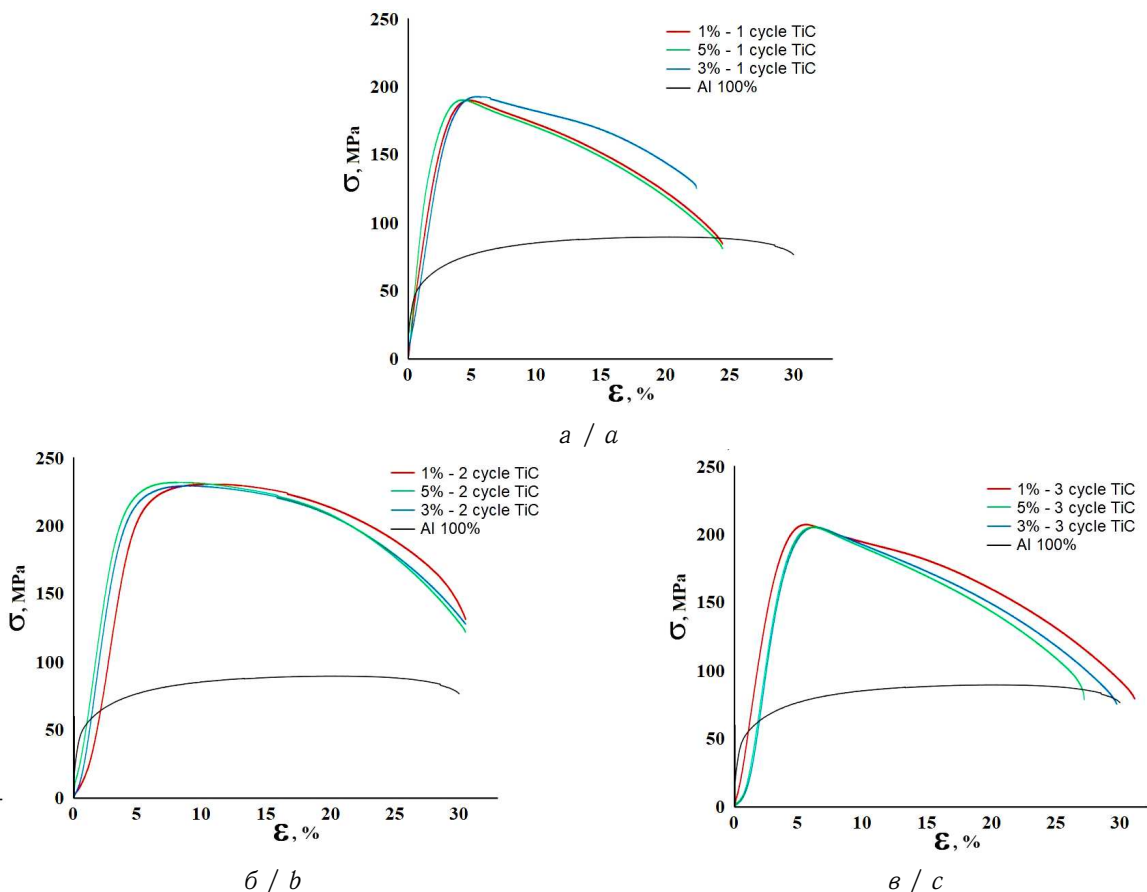 250
200
150
100
50
0
σ, MPa
1% - 1 cycle TiC
5% - 1 cycle TiC
3% - 1 cycle TiC
Al 100%
0 5 10 15 20 25 30
ε, %
а / a
250
200
150
100
50
0
σ, MPa
1% - 2 cycle TiC
5% - 2 cycle TiC
3% - 2 cycle TiC
Al 100%
0 5 10 15 20 25 30
ε, %
б / b
250
200
150
100
50
0
σ, MPa
1% - 3 cycle TiC
5% - 3 cycle TiC
3% - 3 cycle TiC
Al 100%
0 5 10 15 20 25 30
ε, %
в / c